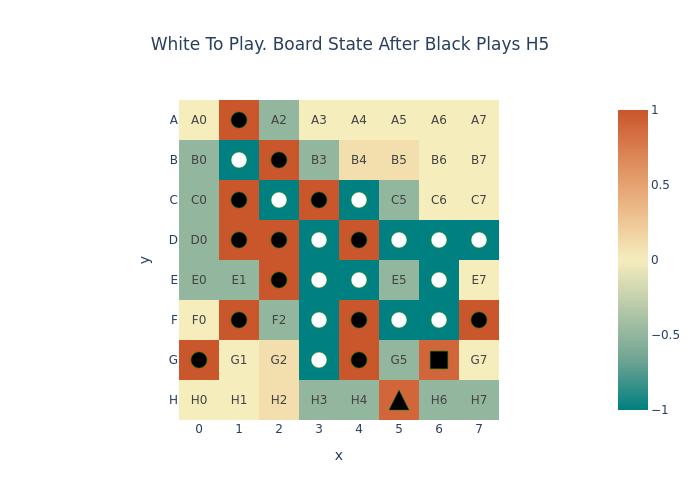 White To Play. Board State After Black Plays H5
A A0 A2 A3 A4 A5 A6 A7
B B0 B3 B4 B5 B6 B7
C C0 C5 C6 C7
D D0
E E0 E1 E5 E7
F F0 F2
G G1 G2 G5 G7
H H0 H1 H2 H3 H4 H6 H7
0 1 2 3 4 5 6 7
x
y
1
0.5
0
−0.5
−1